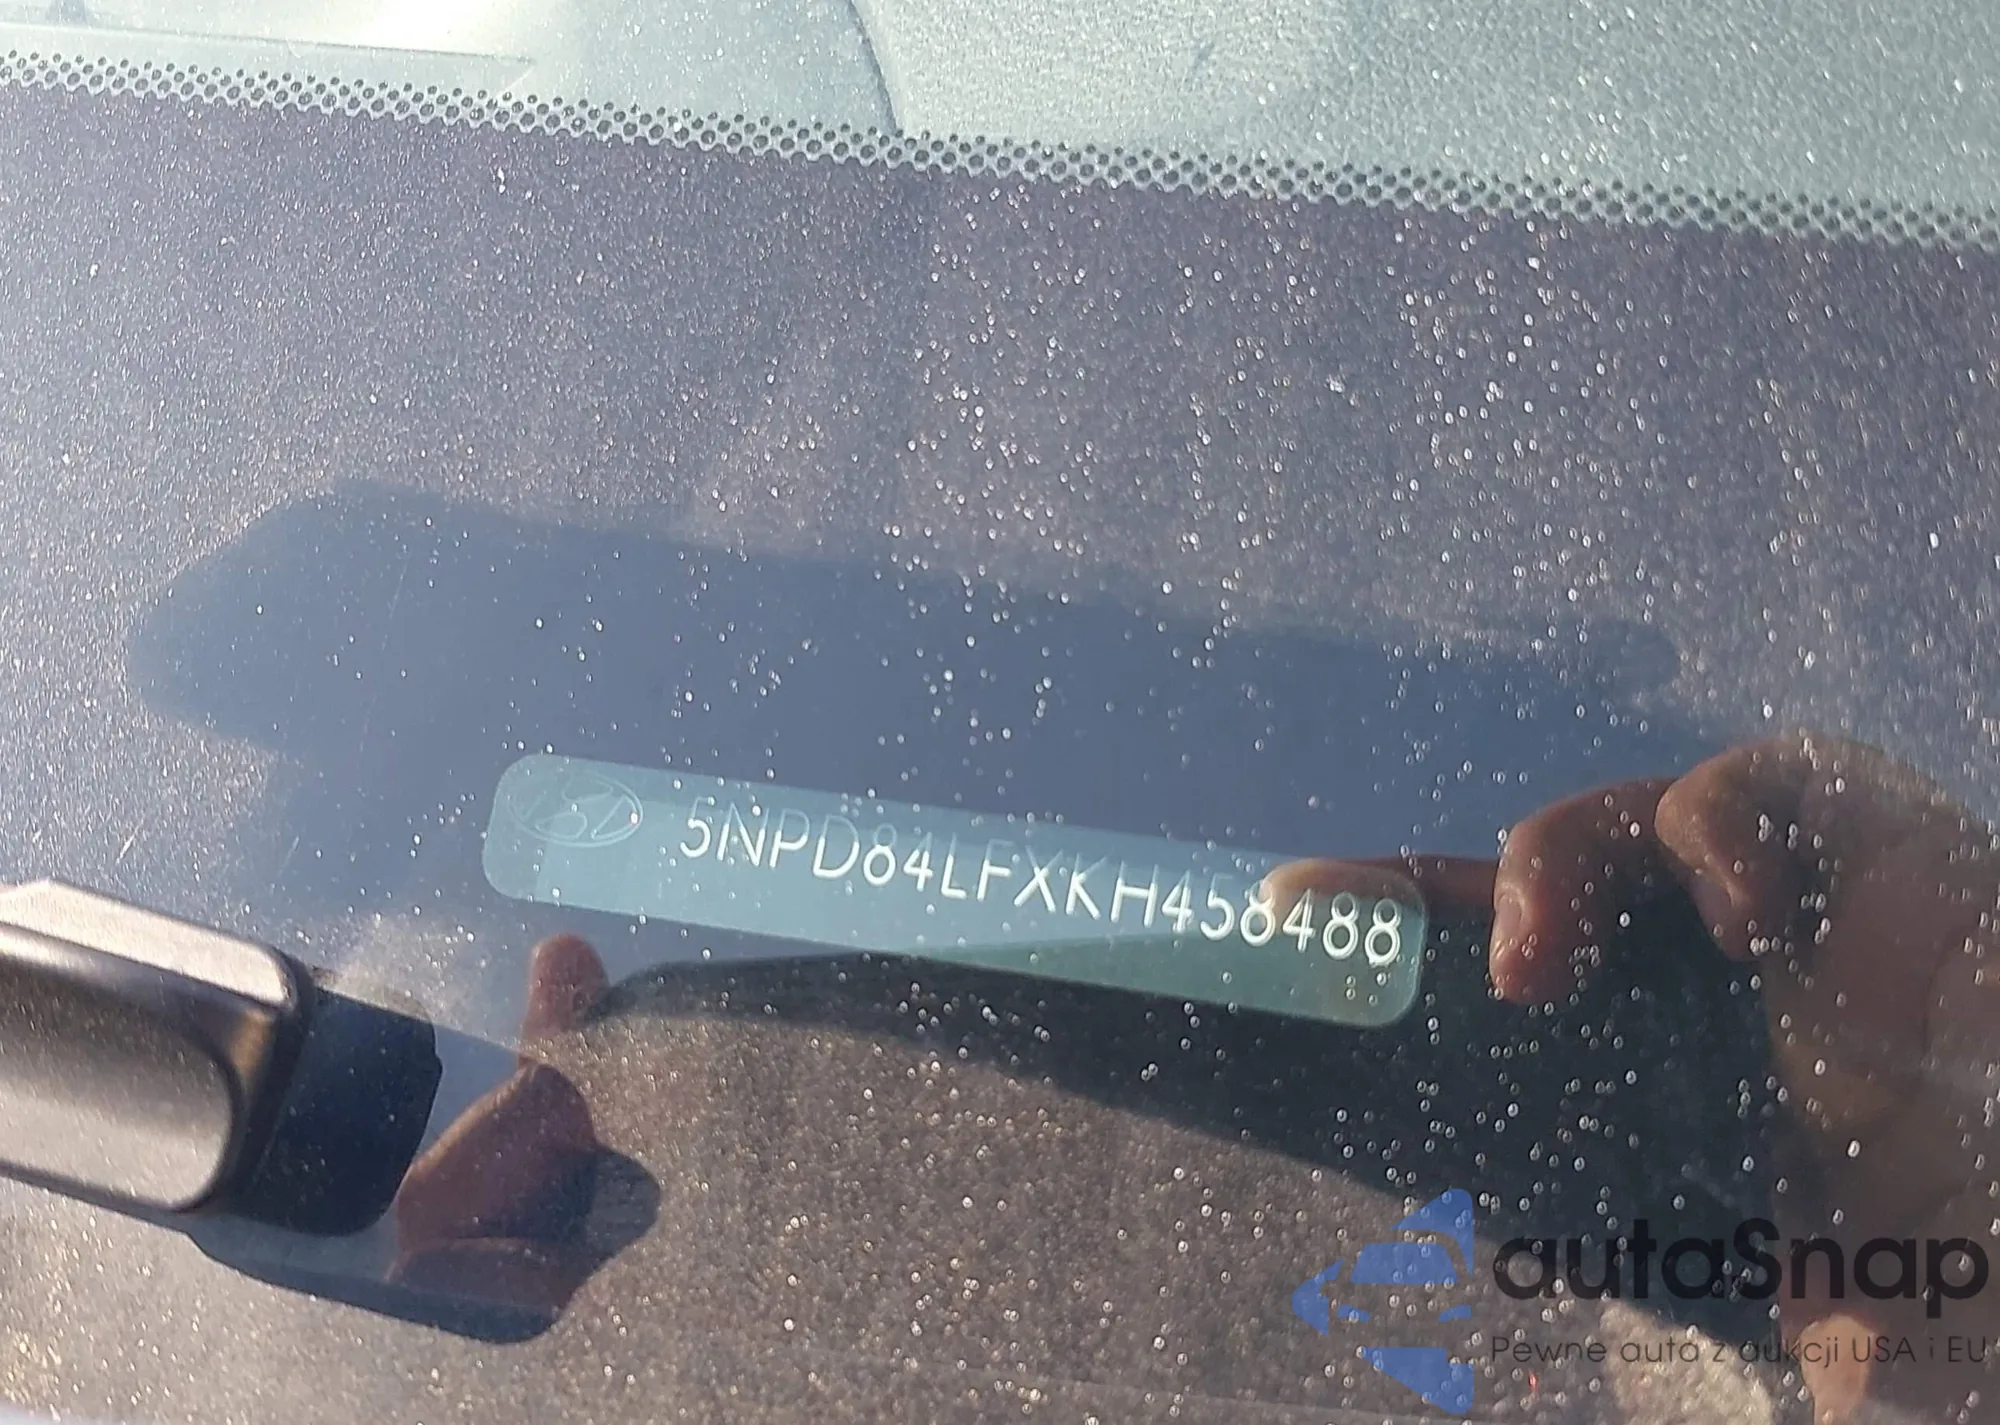 5NPD84LFXKH458488
autaSnap
Pewne auta z aukcji USA i EU